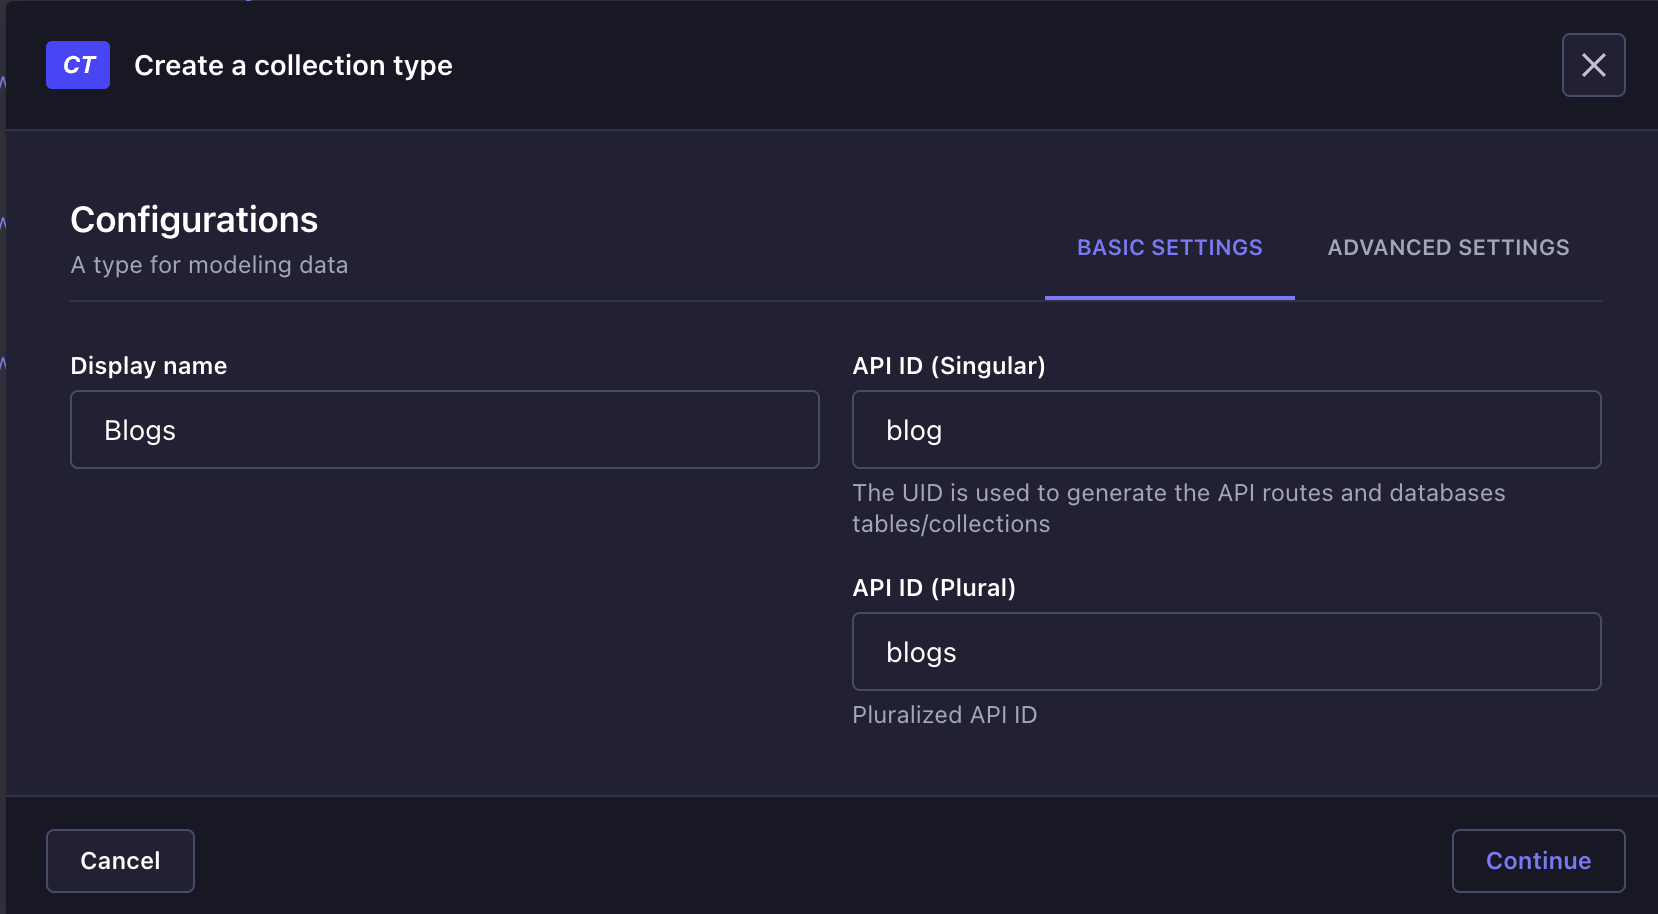 CT Create a collection type
Configurations
A type for modeling data
BASIC SETTINGS
ADVANCED SETTINGS
Display name
Blogs
API ID (Singular)
blog
The UID is used to generate the API routes and databases
tables/collections
API ID (Plural)
blogs
Pluralized API ID
Cancel
Continue